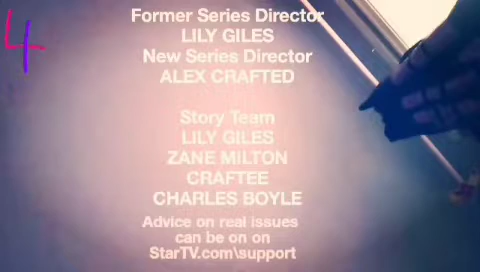 4
Former Series Director
LILY GILES
New Series Director
ALEX CRAFTED
Story Team
LILY GILES
ZANE MILTON
CRAFTEE
CHARLES BOYLE
Advice on real issues
can be on on
StarTV.com\support